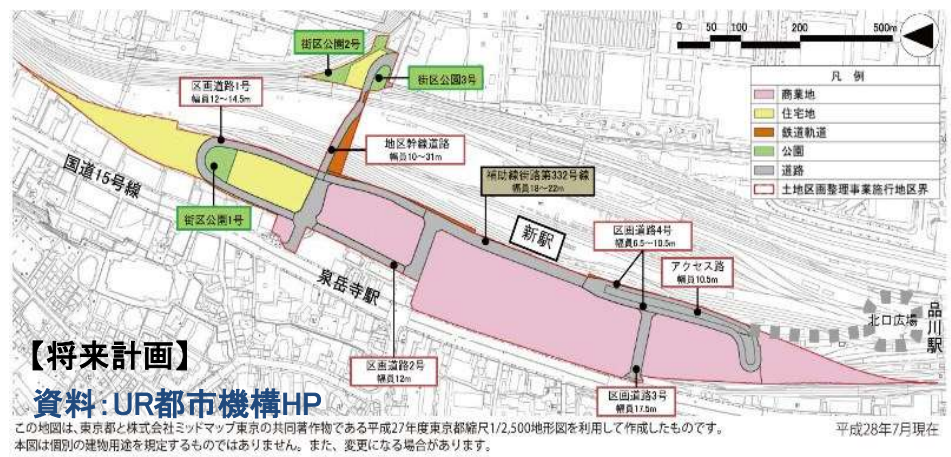 街区公園2号
街区公園3号
区画道路1号
幅員12～14.5m
地区幹線道路
幅員10～31m
国道15号線
街区公園1号
補助線街路第332号線
幅員18～22m
新駅
区画道路4号
幅員6.5～10.5m
アクセス路
幅員10.5m
泉岳寺駅
北口広場
品川駅
区画道路2号
幅員12m
区画道路3号
幅員17.5m
0 50 100 200 500m
凡 例
商業地
住宅地
鉄道軌道
公園
道路
土地区画整理事業施行地区界
【将来計画】
資料：UR都市機構HP
この地図は、東京都と株式会社ミッドマップ東京の共同著作物である平成27年度東京都縮尺1/2,500地形図を利用して作成したものです。
本図は個別の建物用途を規定するものではありません。また、変更になる場合があります。
平成28年7月現在